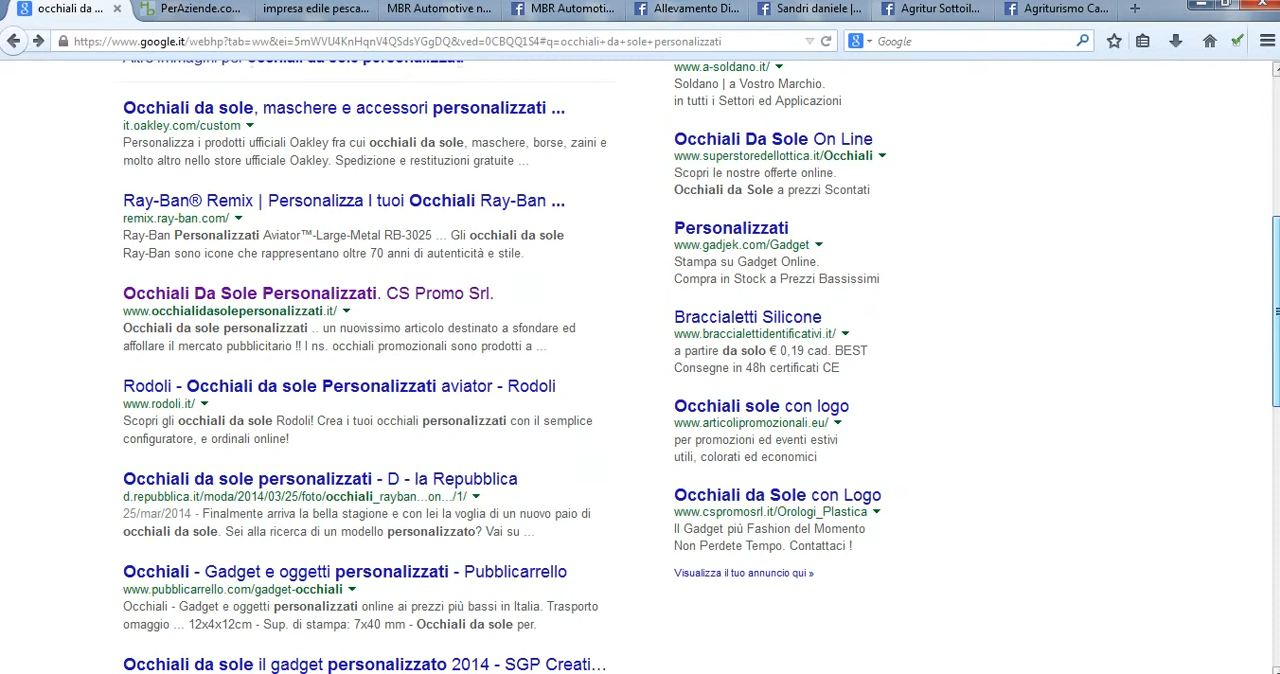 occhiali da ...
PerAziende.co...
impresa edile pesca...
MBR Automotive n...
MBR Automoti...
Allevamento Di...
Sandri daniele |...
Agritur Sottoil...
Agriturismo Ca...
https://www.google.it/webhp?tab=ww&ei=5mWVU4KnHqnV4QSdsYGgDQ&ved=0CBQQ1S4#q=occhiali+da+sole+personalizzati
Google
Altre immagini per occhiali da sole personalizzati
Occhiali da sole, maschere e accessori personalizzati ...
it.oakley.com/custom
Personalizza i prodotti ufficiali Oakley fra cui occhiali da sole, maschere, borse, zaini e
molto altro nello store ufficiale Oakley. Spedizione e restituzioni gratuite ...
Ray-Ban® Remix | Personalizza I tuoi Occhiali Ray-Ban ...
remix.ray-ban.com/
Ray-Ban Personalizzati Aviator™-Large-Metal RB-3025 ... Gli occhiali da sole
Ray-Ban sono icone che rappresentano oltre 70 anni di autenticità e stile.
Occhiali Da Sole Personalizzati. CS Promo Srl.
www.occhialidasolepersonalizzati.it/
Occhiali da sole personalizzati .. un nuovissimo articolo destinato a sfondare ed
affollare il mercato pubblicitario !! I ns. occhiali promozionali sono prodotti a ...
Rodoli - Occhiali da sole Personalizzati aviator - Rodoli
www.rodoli.it/
Scopri gli occhiali da sole Rodoli! Crea i tuoi occhiali personalizzati con il semplice
configuratore, e ordinali online!
Occhiali da sole personalizzati - D - la Repubblica
d.repubblica.it/moda/2014/03/25/foto/occhiali_rayban...on.../1/
25/mar/2014 - Finalmente arriva la bella stagione e con lei la voglia di un nuovo paio di
occhiali da sole. Sei alla ricerca di un modello personalizzato? Vai su ...
Occhiali - Gadget e oggetti personalizzati - Pubblicarrello
www.pubblicarrello.com/gadget-occhiali
Occhiali - Gadget e oggetti personalizzati online ai prezzi più bassi in Italia. Trasporto
omaggio ... 12x4x12cm - Sup. di stampa: 7x40 mm - Occhiali da sole per.
Occhiali da sole il gadget personalizzato 2014 - SGP Creati...
www.a-soldano.it/
Soldano | a Vostro Marchio.
in tutti i Settori ed Applicazioni
Occhiali Da Sole On Line
www.superstoredellottica.it/Occhiali
Scopri le nostre offerte online.
Occhiali da Sole a prezzi Scontati
Personalizzati
www.gadjek.com/Gadget
Stampa su Gadget Online.
Compra in Stock a Prezzi Bassissimi
Braccialetti Silicone
www.braccialettidentificativi.it/
a partire da solo € 0,19 cad. BEST
Consegne in 48h certificati CE
Occhiali sole con logo
www.articolipromozionali.eu/
per promozioni ed eventi estivi
utili, colorati ed economici
Occhiali da Sole con Logo
www.cspromosrl.it/Orologi_Plastica
Il Gadget più Fashion del Momento
Non Perdete Tempo. Contattaci !
Visualizza il tuo annuncio qui »